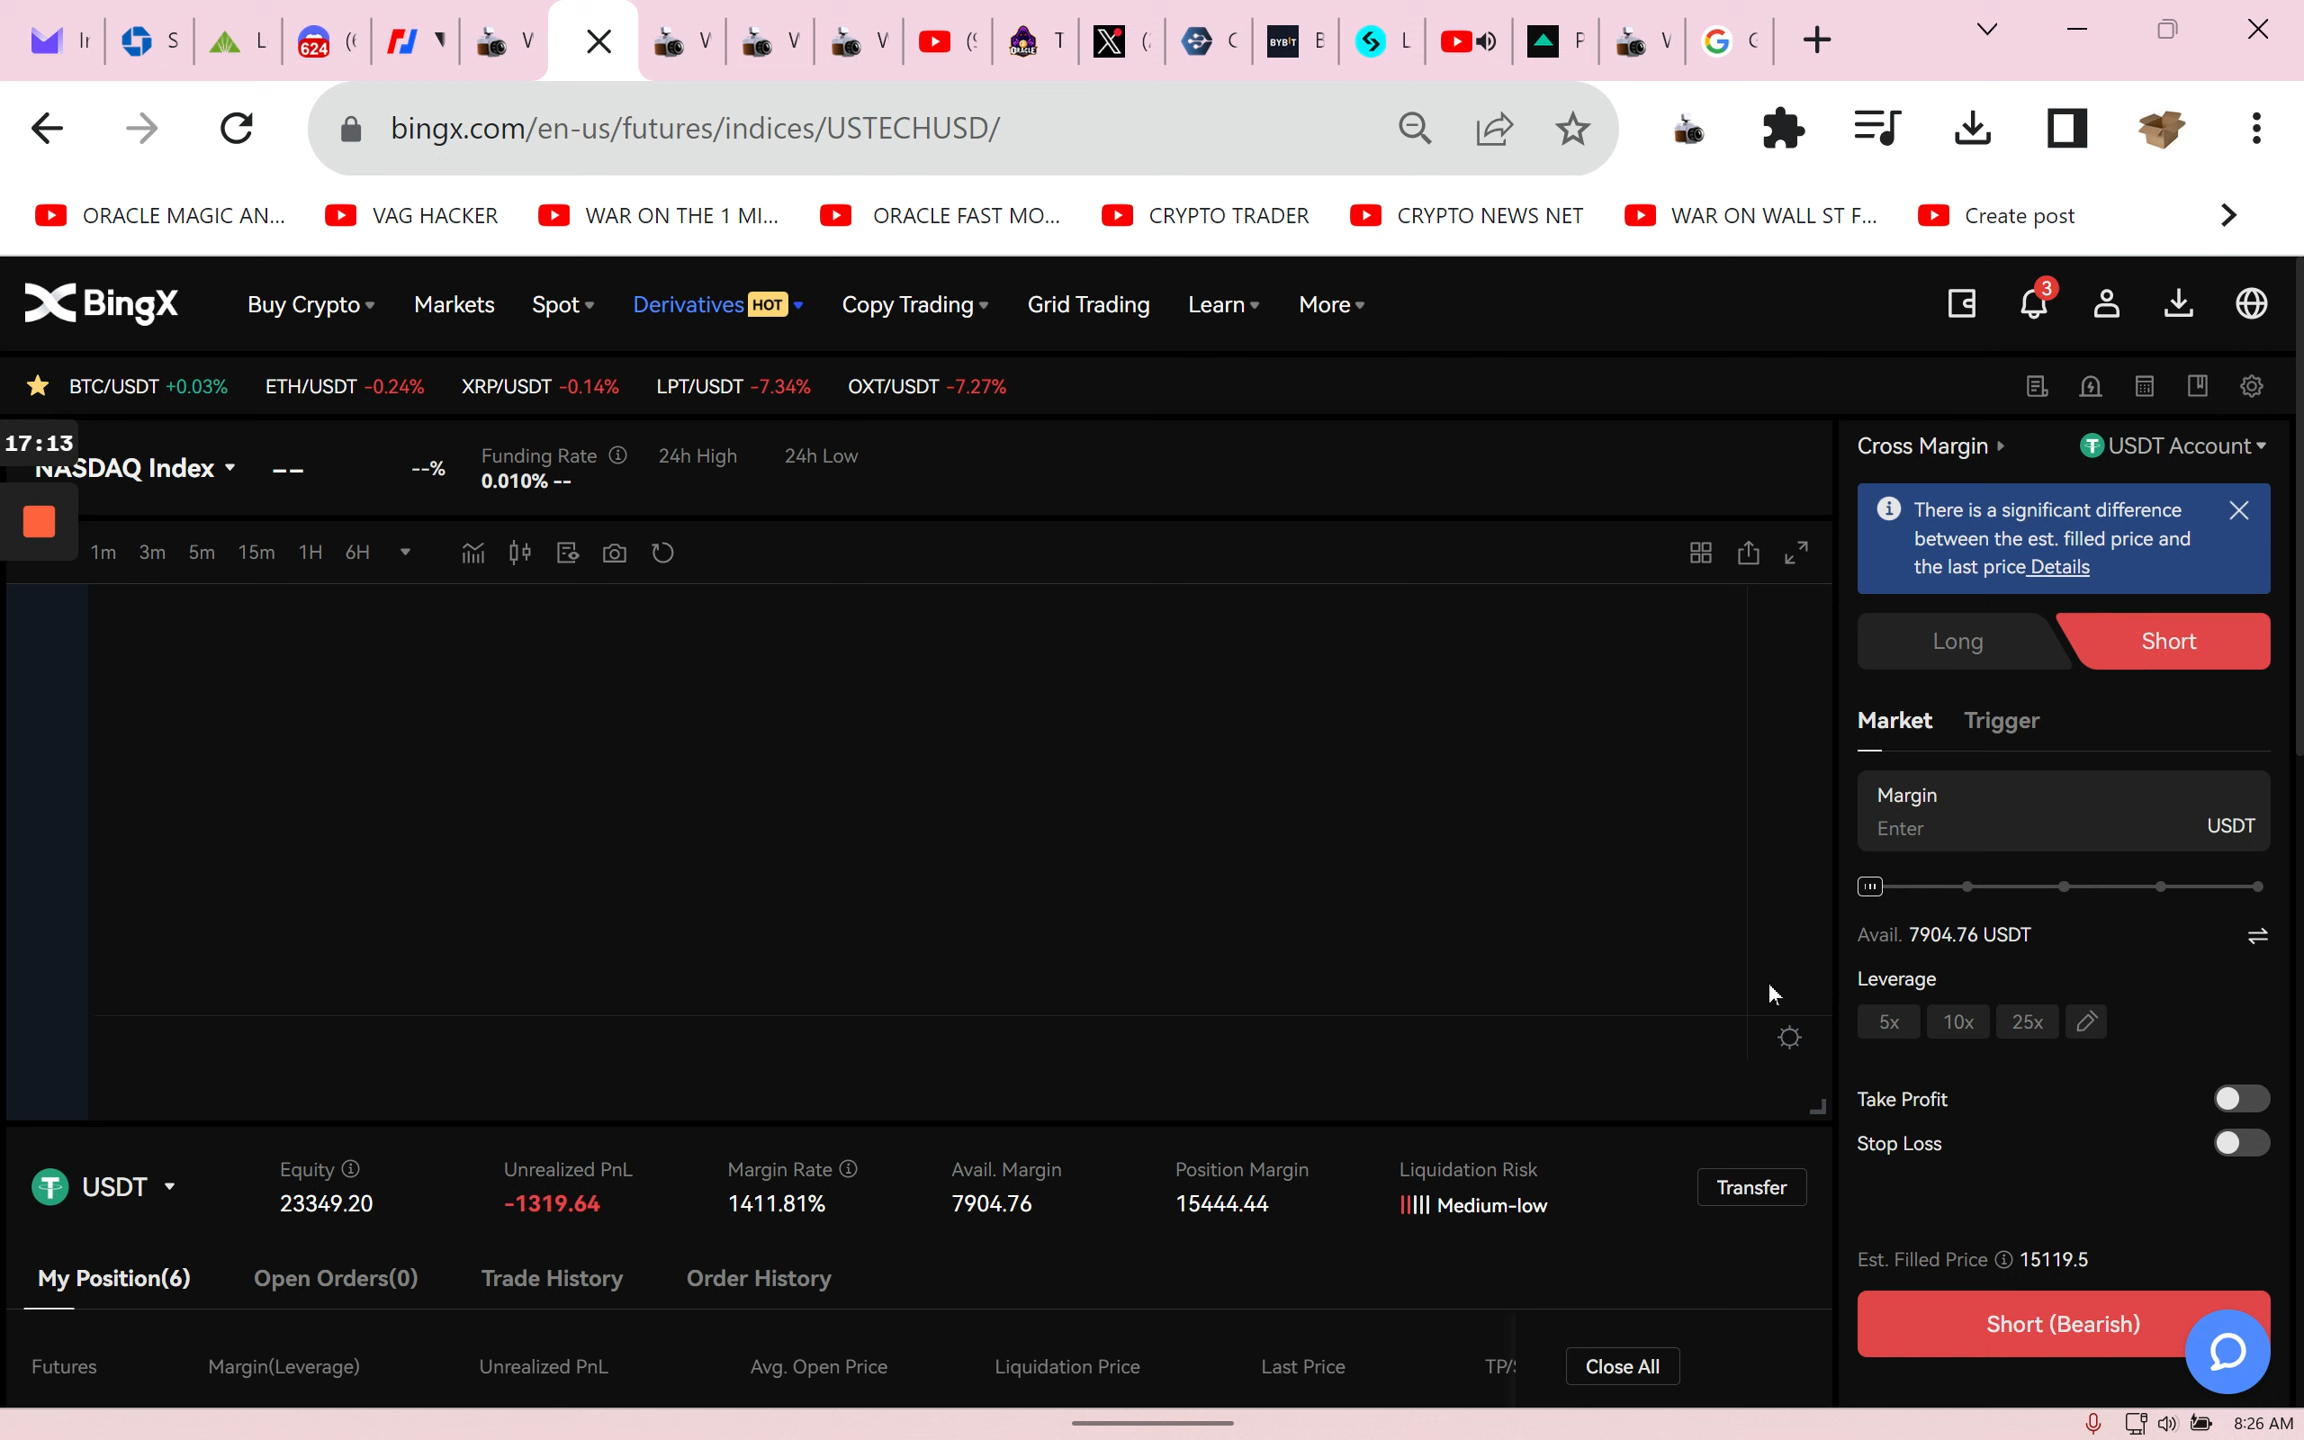 Ir S L 624 (6 V V V V (9 T (2 C BYBIT B L P V G
bingx.com/en-us/futures/indices/USTECHUSD/
ORACLE MAGIC AN... VAG HACKER WAR ON THE 1 MI... ORACLE FAST MO... CRYPTO TRADER CRYPTO NEWS NET WAR ON WALL ST F... Create post
BingX Buy Crypto Markets Spot Derivatives HOT Copy Trading Grid Trading Learn More 3
BTC/USDT +0.03% ETH/USDT -0.24% XRP/USDT -0.14% LPT/USDT -7.34% OXT/USDT -7.27%
17:13
NASDAQ Index -- --% Funding Rate 24h High 24h Low
0.010% --
1m 3m 5m 15m 1H 6H
Cross Margin USDT Account
There is a significant difference
between the est. filled price and
the last price Details
Long Short
Market Trigger
Margin
Enter USDT
Avail. 7904.76 USDT
Leverage
5x 10x 25x
Take Profit
Stop Loss
Est. Filled Price 15119.5
Short (Bearish)
USDT
Equity Unrealized PnL Margin Rate Avail. Margin Position Margin Liquidation Risk
23349.20 -1319.64 1411.81% 7904.76 15444.44 Medium-low
Transfer
My Position(6) Open Orders(0) Trade History Order History
Futures Margin(Leverage) Unrealized PnL Avg. Open Price Liquidation Price Last Price TP/S Close All
8:26 AM